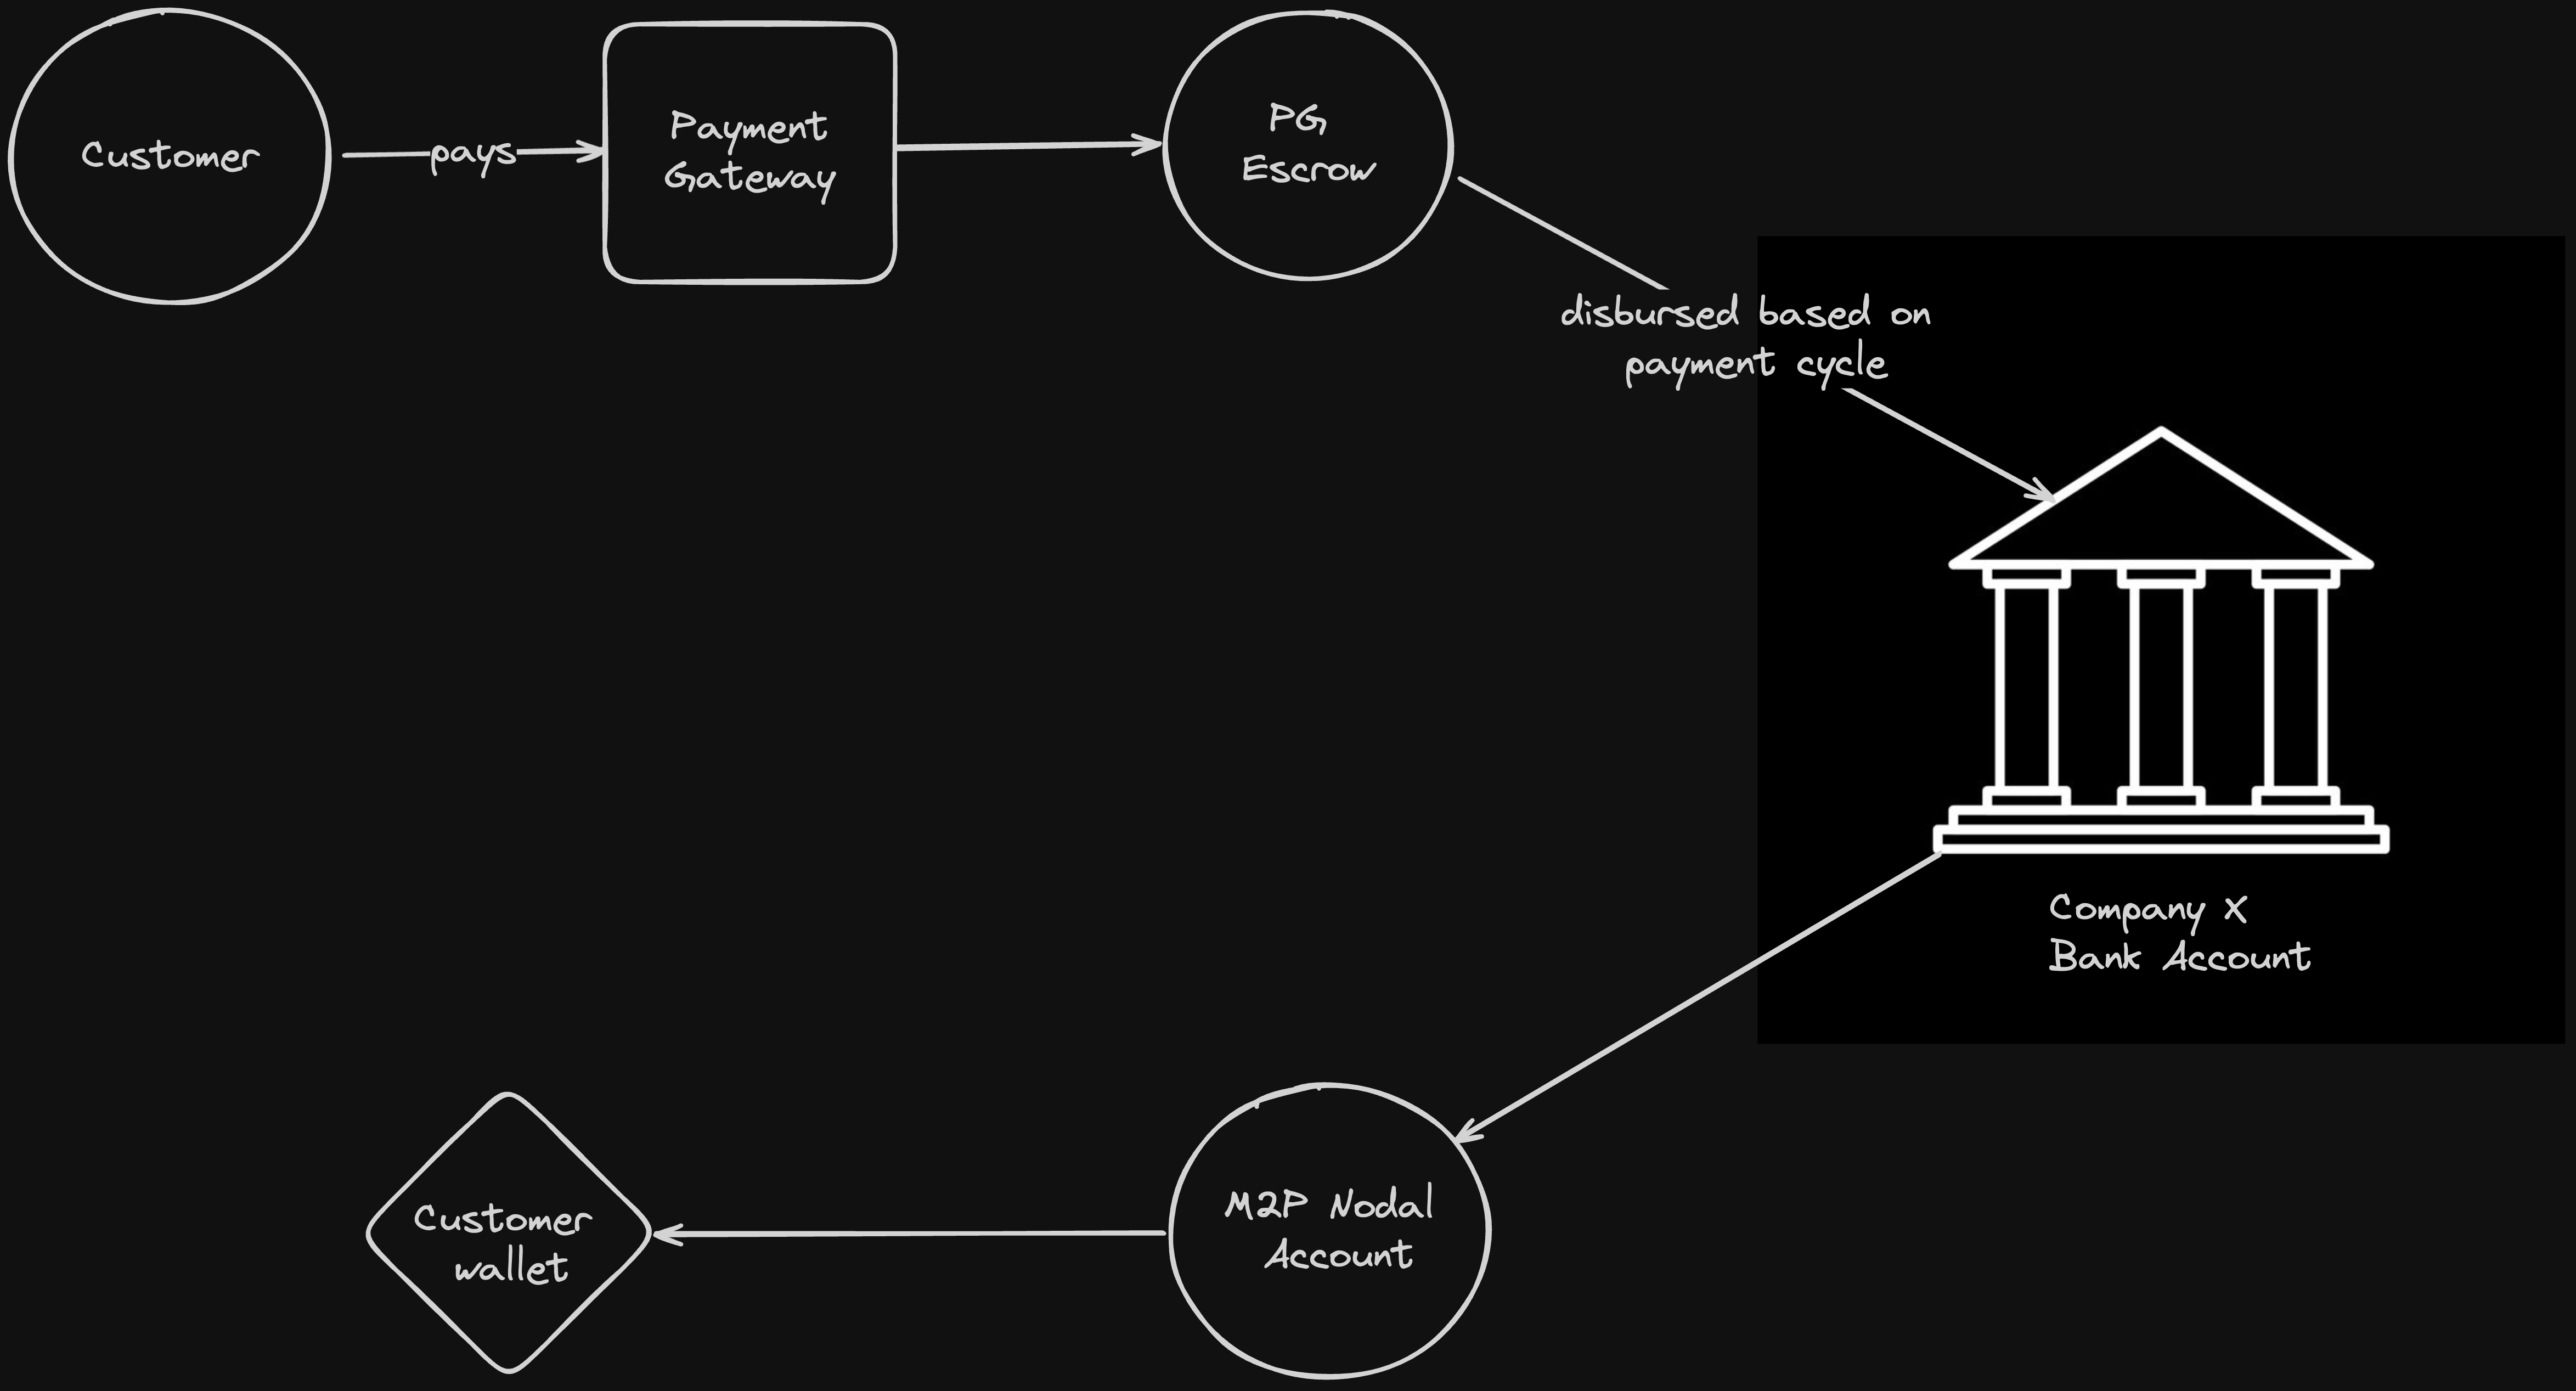 Customer
pays
Payment
Gateway
PG
Escrow
disbursed based on
payment cycle
Company X
Bank Account
M2P Nodal
Account
Customer
wallet